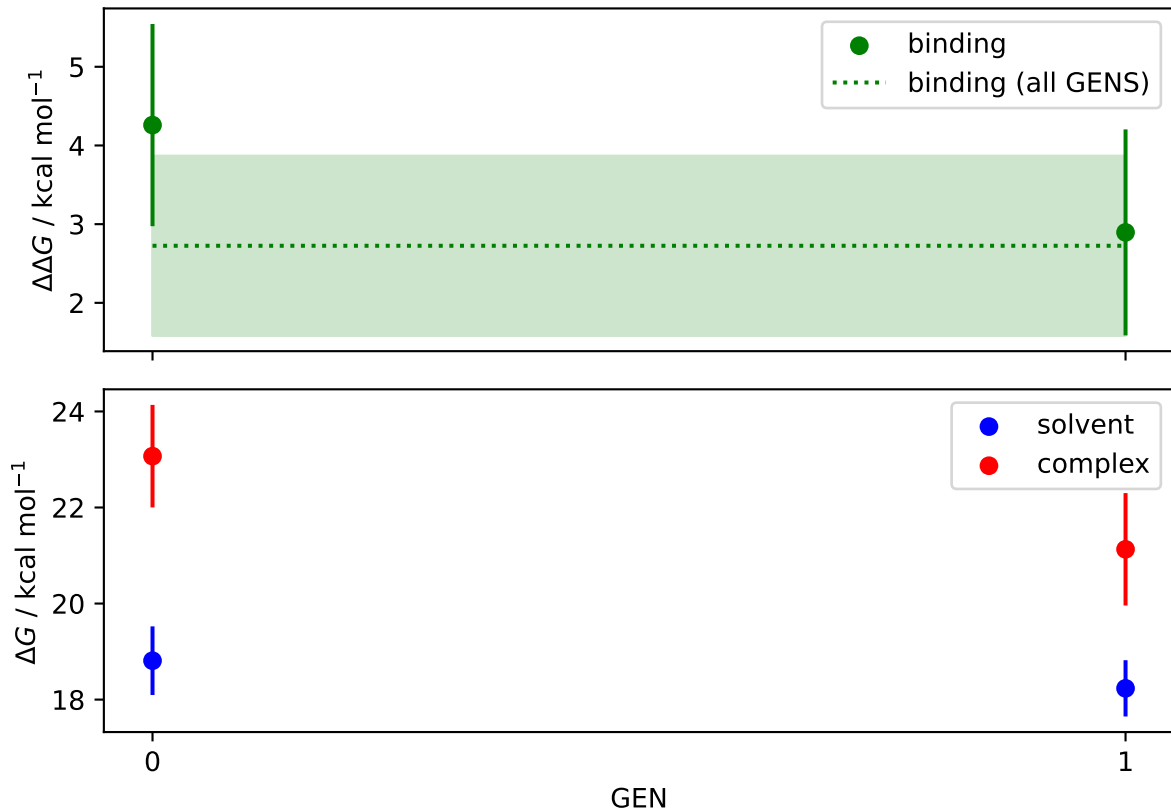 binding
binding (all GENS)
5
4
3
2
ΔΔG / kcal mol⁻¹
solvent
complex
24
22
20
18
ΔG / kcal mol⁻¹
0 1
GEN